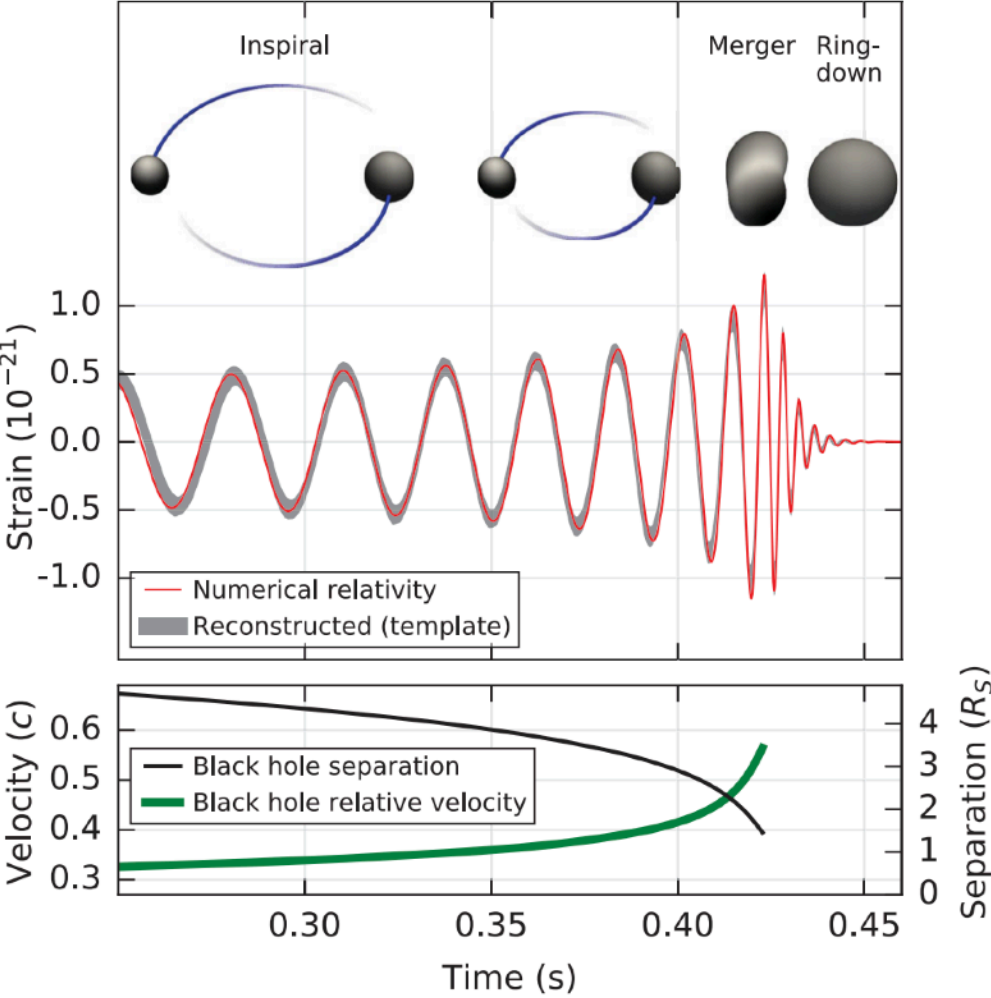 Inspiral
Merger
Ring-
down
Strain (10⁻²¹)
1.0
0.5
0.0
-0.5
-1.0
Numerical relativity
Reconstructed (template)
Velocity (c)
0.6
0.5
0.4
0.3
Black hole separation
Black hole relative velocity
Separation (R_S)
4
3
2
1
0
0.30
0.35
0.40
0.45
Time (s)